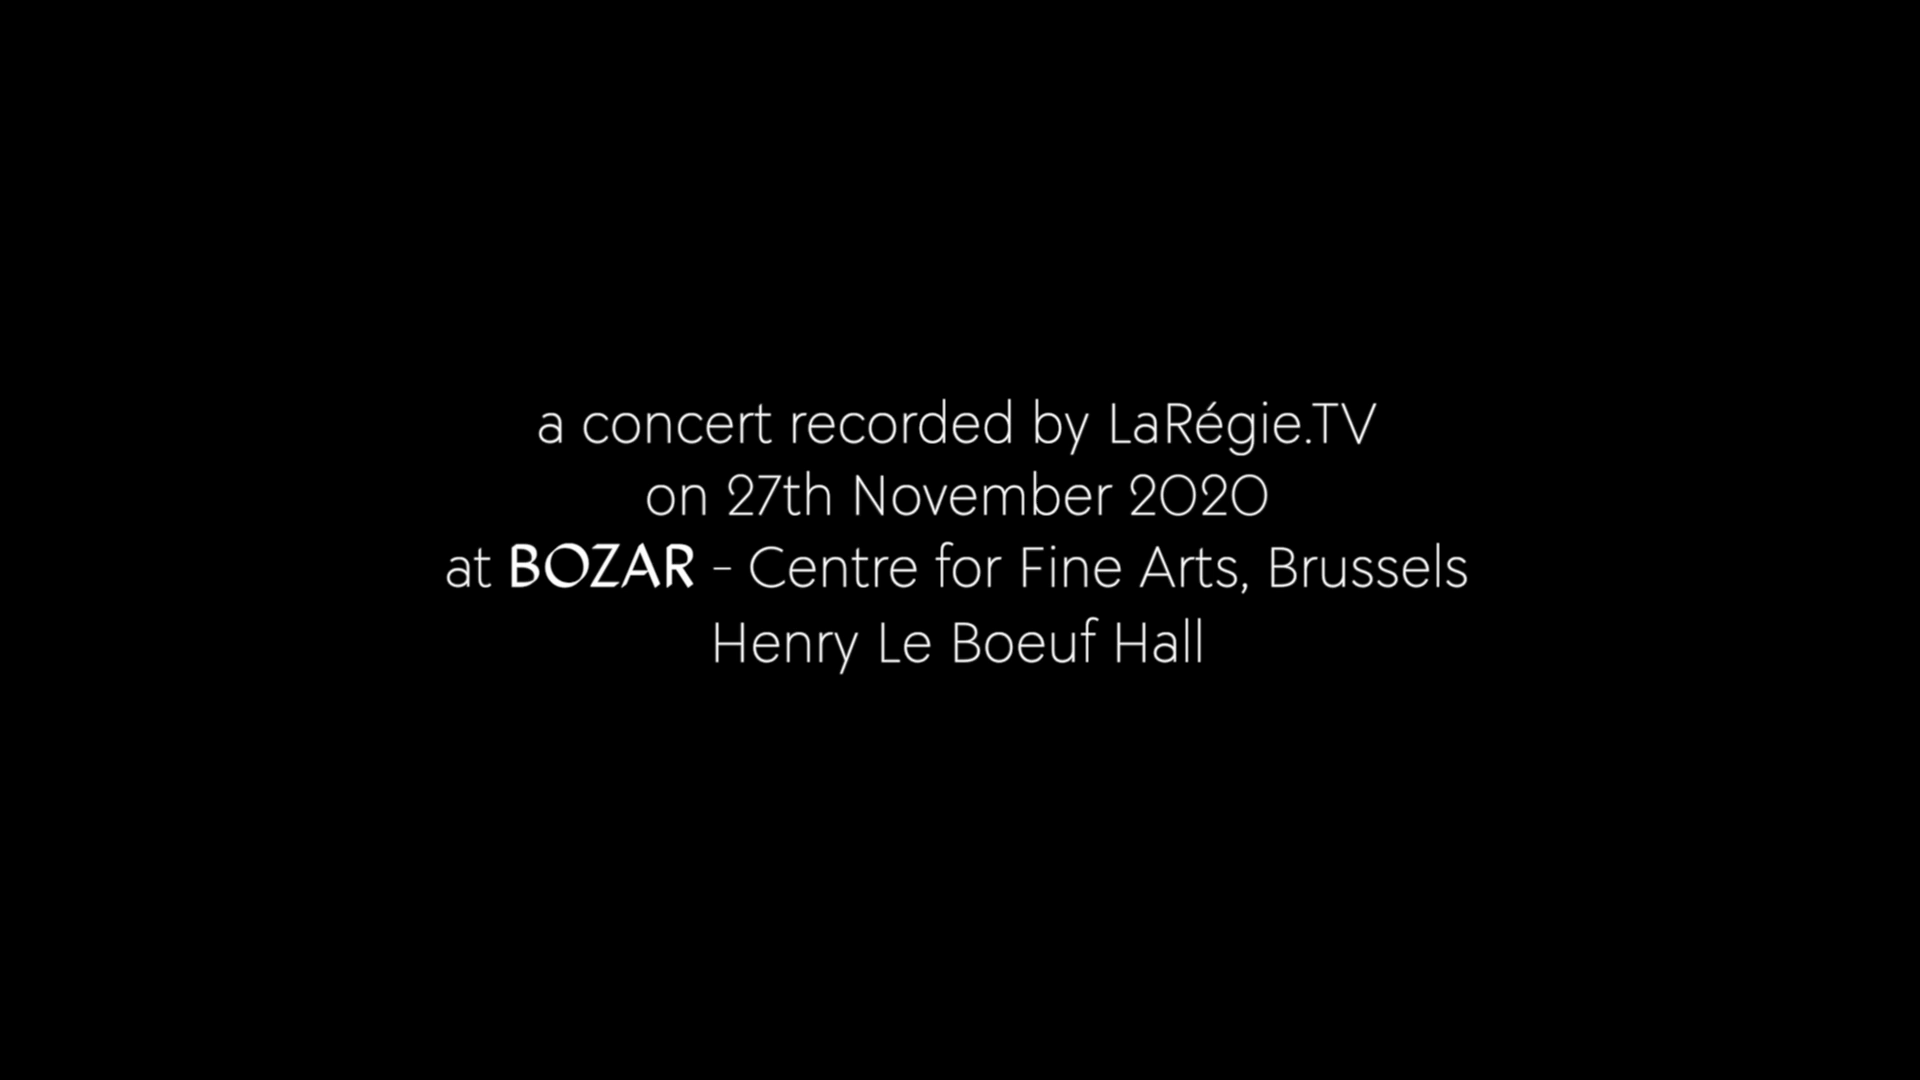 a concert recorded by LaRégie.TV
on 27th November 2020
at BOZAR - Centre for Fine Arts, Brussels
Henry Le Boeuf Hall